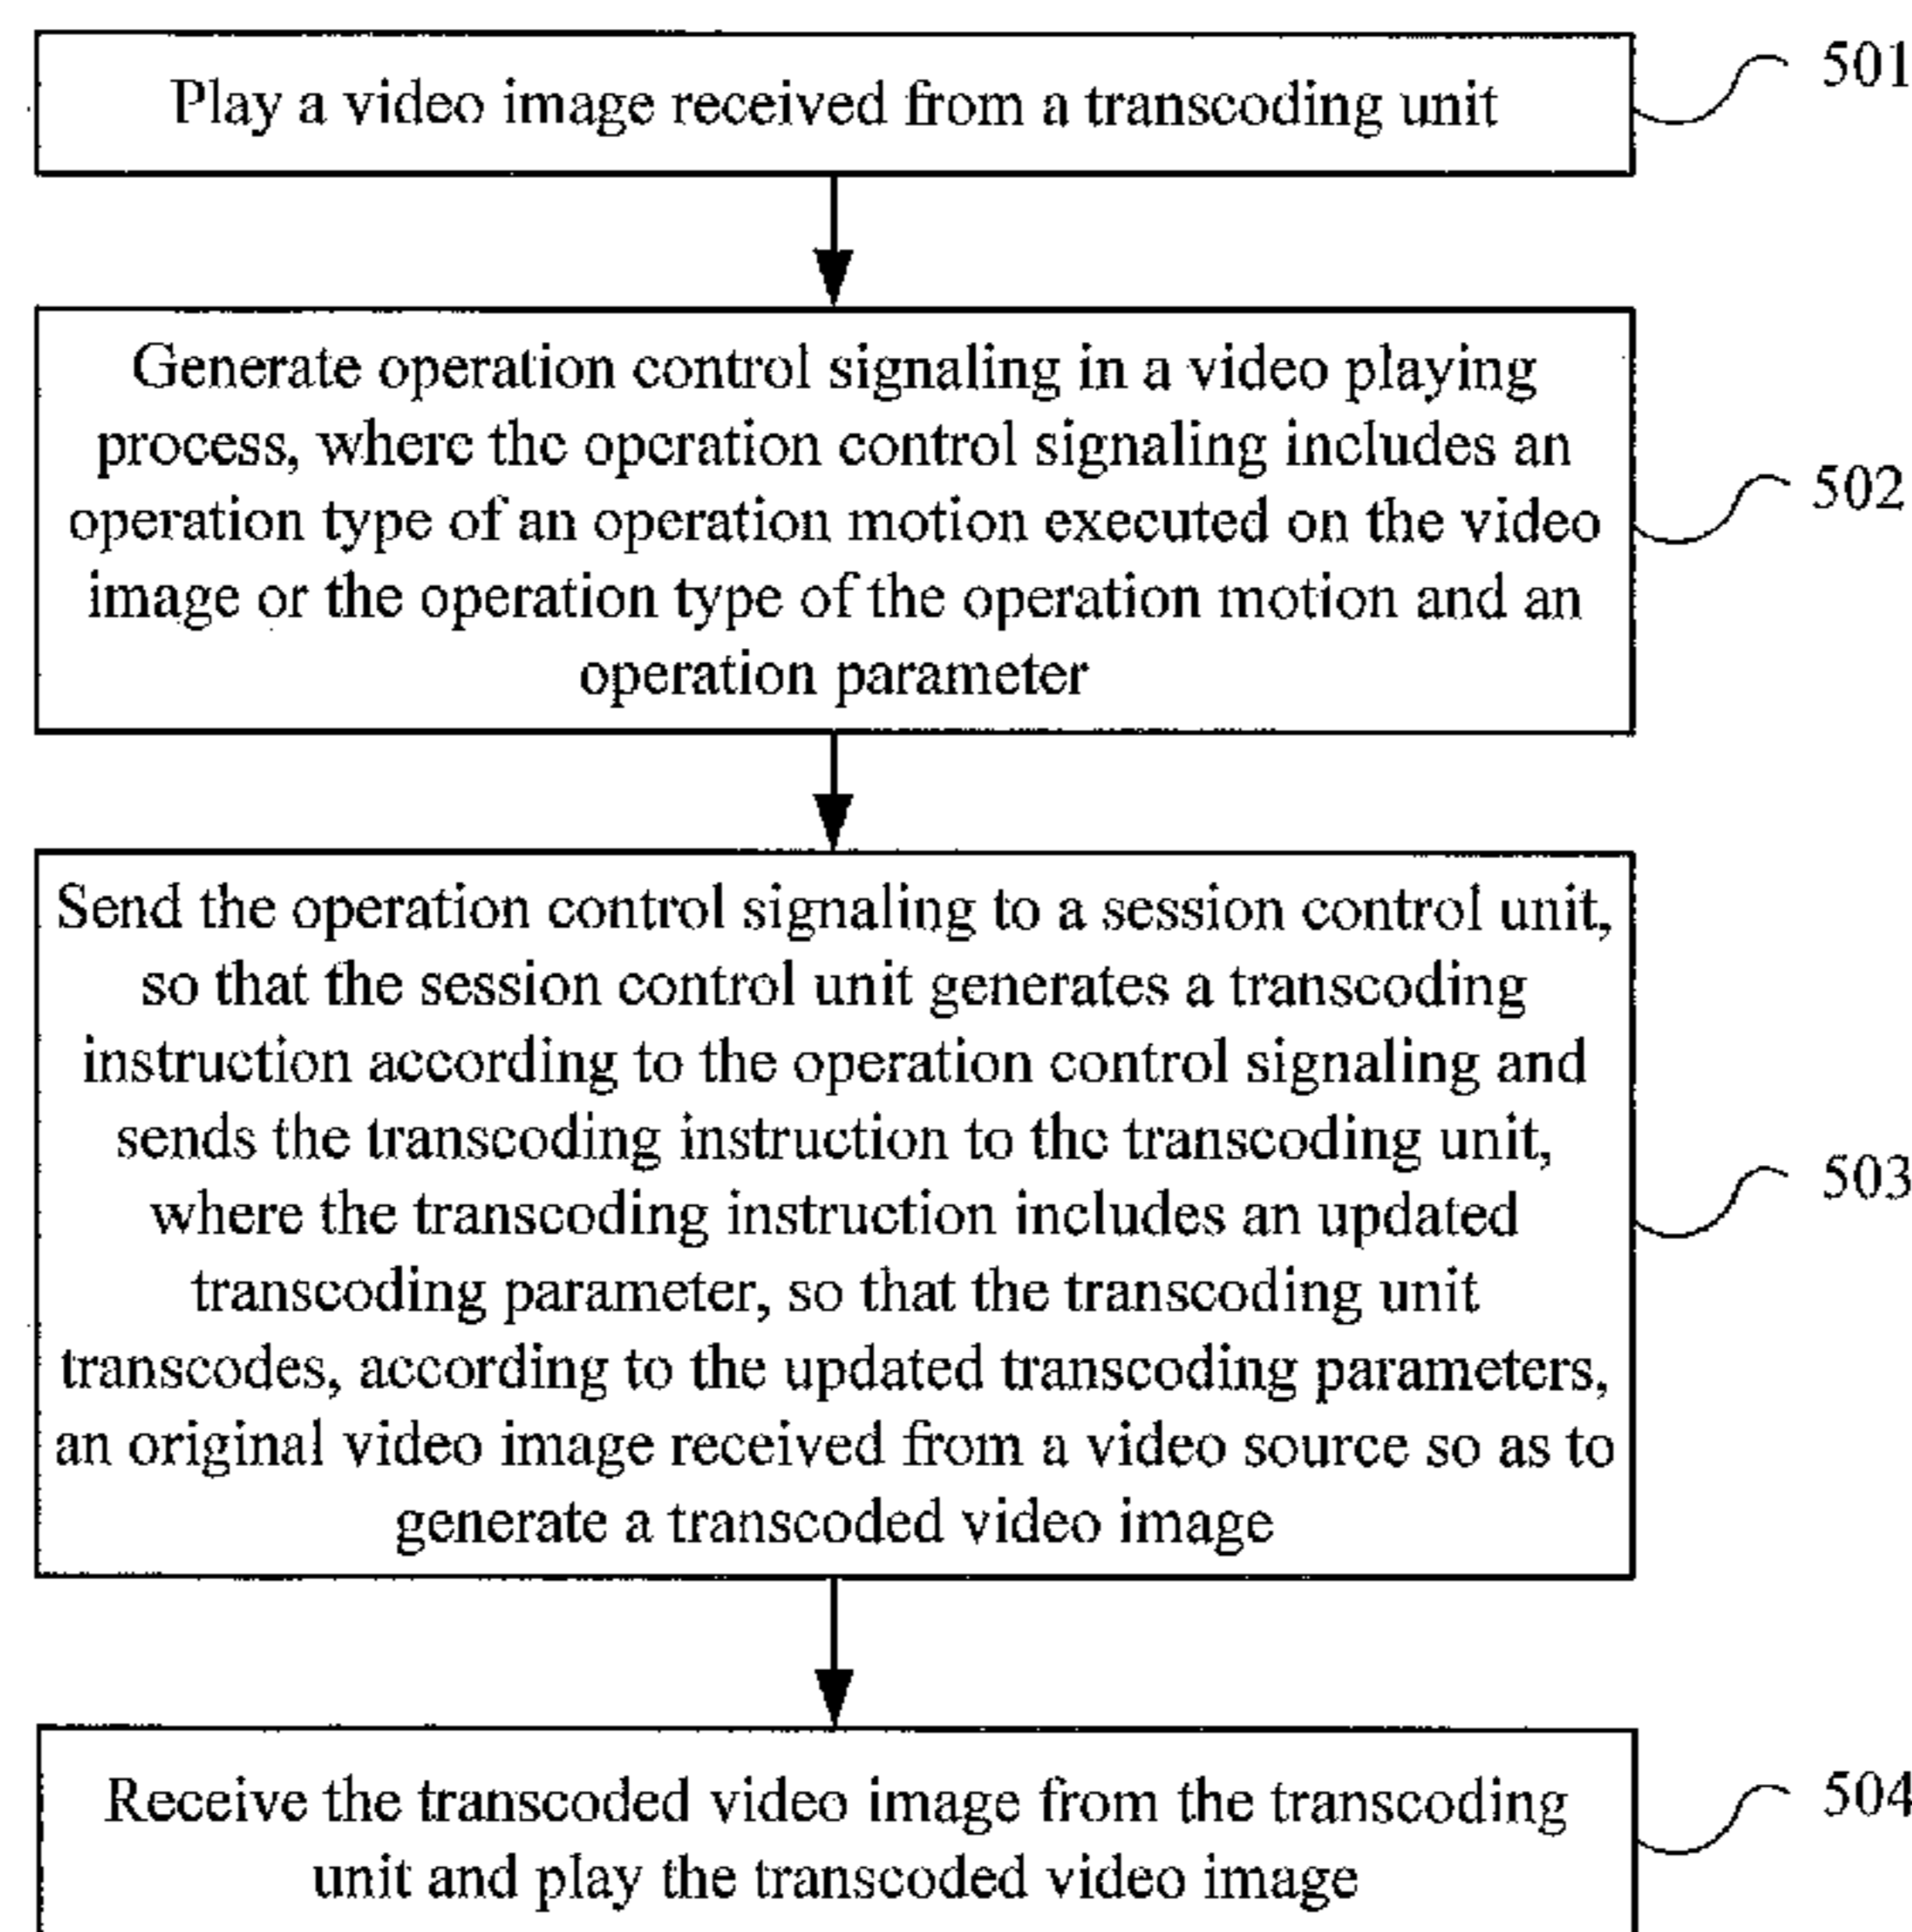 Play a video image received from a transcoding unit
501
Generate operation control signaling in a video playing
process, where the operation control signaling includes an
operation type of an operation motion executed on the video
image or the operation type of the operation motion and an
operation parameter
502
Send the operation control signaling to a session control unit,
so that the session control unit generates a transcoding
instruction according to the operation control signaling and
sends the transcoding instruction to the transcoding unit,
where the transcoding instruction includes an updated
transcoding parameter, so that the transcoding unit
transcodes, according to the updated transcoding parameters,
an original video image received from a video source so as to
generate a transcoded video image
503
Receive the transcoded video image from the transcoding
unit and play the transcoded video image
504